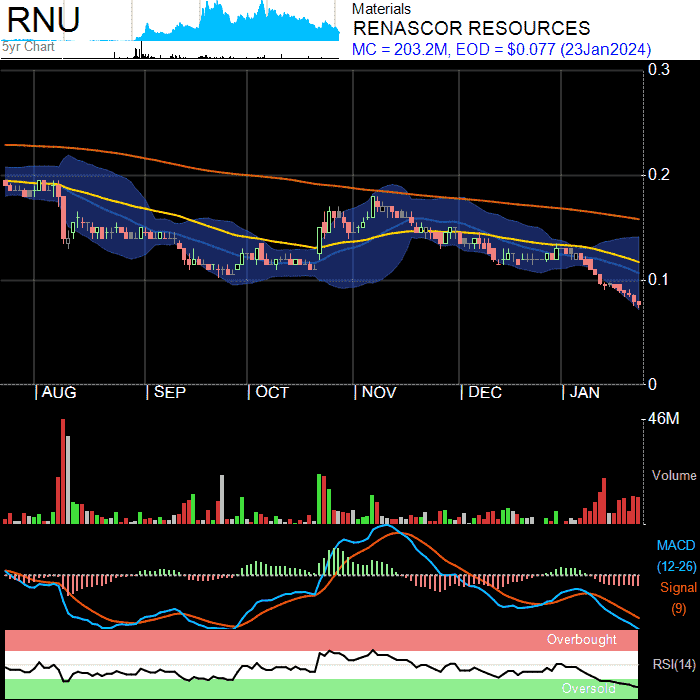 RNU
5yr Chart
Materials
RENASCOR RESOURCES
MC = 203.2M, EOD = $0.077 (23Jan2024)
0.3
0.2
0.1
0
AUG SEP OCT NOV DEC JAN
46M
Volume
MACD
(12-26)
Signal
(9)
Overbought
RSI(14)
Oversold